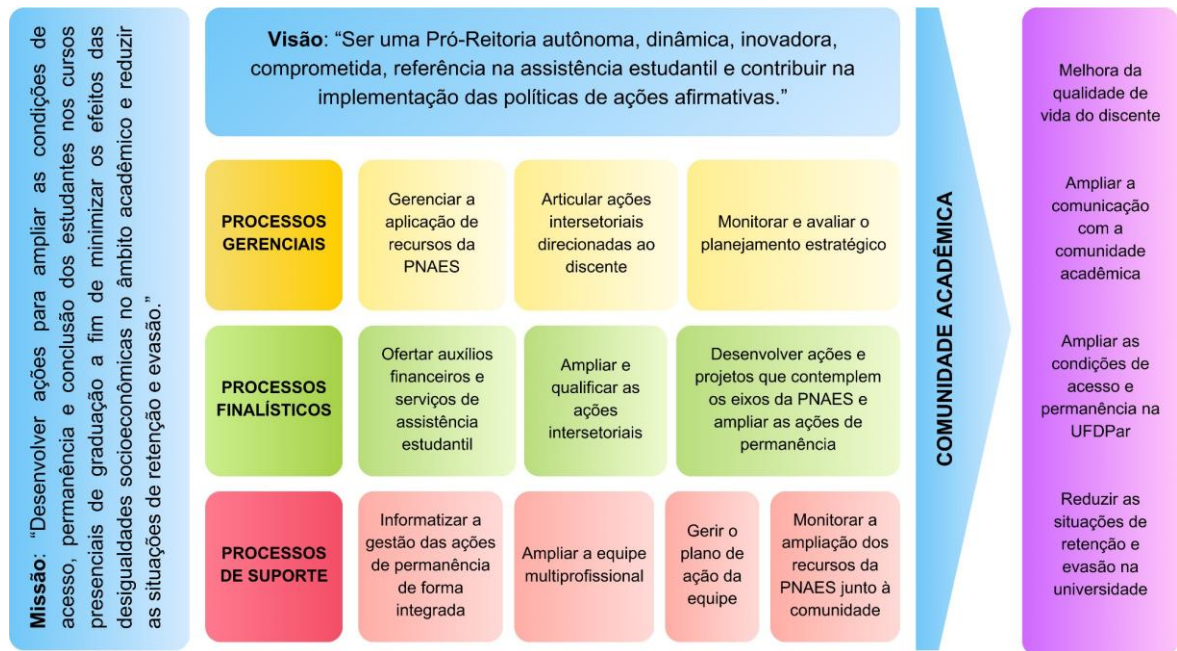 Missão: “Desenvolver ações para ampliar as condições de
acesso, permanência e conclusão dos estudantes nos cursos
presenciais de graduação a fim de minimizar os efeitos das
desigualdades socioeconômicas no âmbito acadêmico e reduzir
as situações de retenção e evasão.”
Visão: “Ser uma Pró-Reitoria autônoma, dinâmica, inovadora,
comprometida, referência na assistência estudantil e contribuir na
implementação das políticas de ações afirmativas.”
PROCESSOS
GERENCIAIS
Gerenciar a
aplicação de
recursos da
PNAES
Articular ações
intersetoriais
direcionadas ao
discente
Monitorar e avaliar o
planejamento estratégico
PROCESSOS
FINALÍSTICOS
Ofertar auxílios
financeiros e
serviços de
assistência
estudantil
Ampliar e
qualificar as
ações
intersetoriais
Desenvolver ações e
projetos que contemplem
os eixos da PNAES e
ampliar as ações de
permanência
PROCESSOS
DE SUPORTE
Informatizar a
gestão das ações
de permanência
de forma
integrada
Ampliar a equipe
multiprofissional
Gerir o
plano de
ação da
equipe
Monitorar a
ampliação dos
recursos da
PNAES junto à
comunidade
COMUNIDADE ACADÊMICA
Melhora da
qualidade de
vida do discente
Ampliar a
comunicação
com a
comunidade
acadêmica
Ampliar as
condições de
acesso e
permanência na
UFDPar
Reduzir as
situações de
retenção e
evasão na
universidade